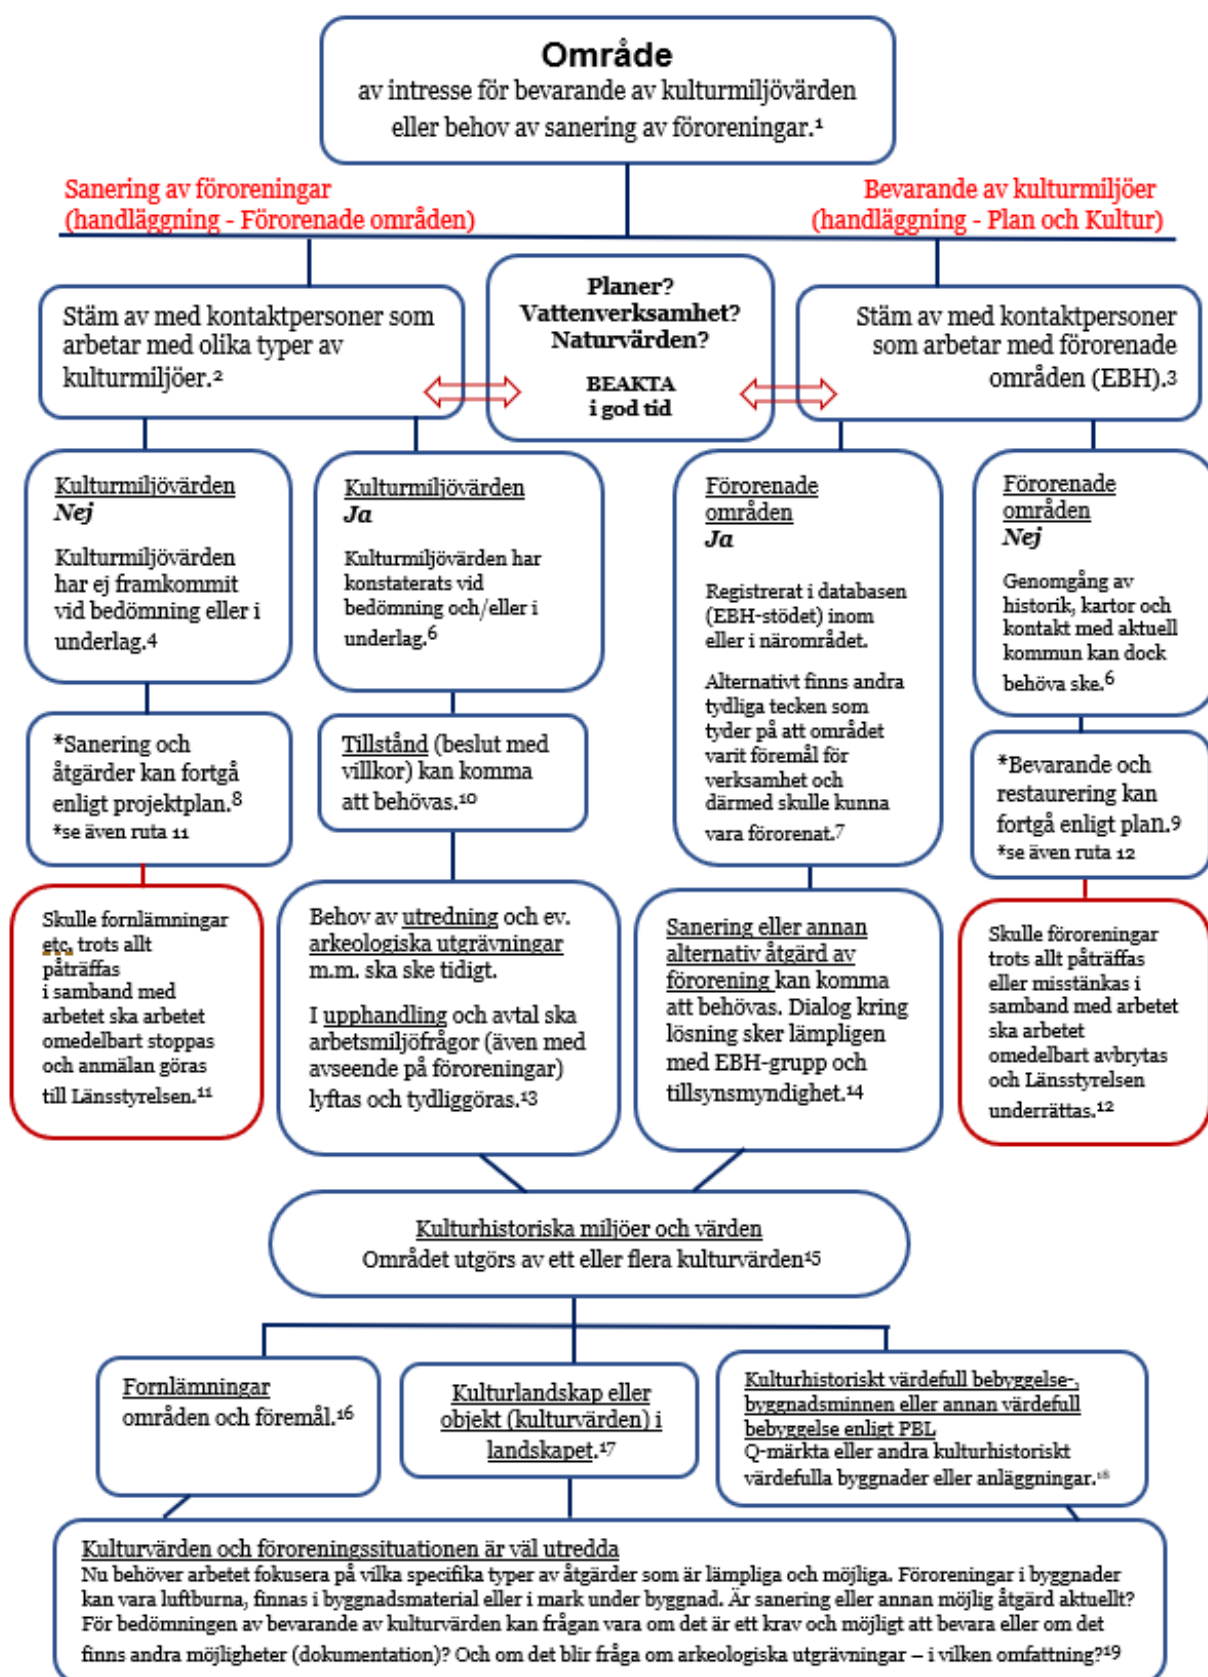 Område
av intresse för bevarande av kulturmiljövärden
eller behov av sanering av föroreningar.¹
Sanering av föroreningar
(handläggning - Förorenade områden)
Bevarande av kulturmiljöer
(handläggning - Plan och Kultur)
Stäm av med kontaktpersoner som
arbetar med olika typer av
kulturmiljöer.²
Planer?
Vattenverksamhet?
Naturvärden?
BEAKTA
i god tid
Stäm av med kontaktpersoner
som arbetar med förorenade
områden (EBH).³
Kulturmiljövärden
Nej
Kulturmiljövärden
har ej framkommit
vid bedömning eller i
underlag.⁴
Kulturmiljövärden
Ja
Kulturmiljövärden har
konstaterats vid
bedömning och/eller i
underlag.⁶
Förorenade
områden
Ja
Registrerat i databasen
(EBH-stödet) inom
eller i närområdet.
Alternativt finns andra
tydliga tecken som
tyder på att området
varit föremål för
verksamhet och
därmed skulle kunna
vara förorenat.⁷
Förorenade
områden
Nej
Genomgång av
historik, kartor och
kontakt med aktuell
kommun kan dock
behöva ske.⁶
*Sanering och
åtgärder kan fortgå
enligt projektplan.⁸
*se även ruta 11
Tillstånd (beslut med
villkor) kan komma
att behövas.¹⁰
*Bevarande och
restaurering kan
fortgå enligt plan.⁹
*se även ruta 12
Skulle fornlämningar
etc. trots allt
påträffas
i samband med
arbetet ska arbetet
omedelbart stoppas
och anmälan göras
till Länsstyrelsen.¹¹
Behov av utredning och ev.
arkeologiska utgrävningar
m.m. ska ske tidigt.
I upphandling och avtal ska
arbetsmiljöfrågor (även med
avseende på föroreningar)
lyftas och tydliggöras.¹³
Sanering eller annan
alternativ åtgärd av
förorening kan komma
att behövas. Dialog kring
lösning sker lämpligen
med EBH-grupp och
tillsynsmyndighet.¹⁴
Skulle föroreningar
trots allt påträffas
eller misstänkas i
samband med arbetet
ska arbetet
omedelbart avbrytas
och Länsstyrelsen
underrättas.¹²
Kulturhistoriska miljöer och värden
Området utgörs av ett eller flera kulturvärden¹⁵
Fornlämningar
områden och föremål.¹⁶
Kulturlandskap eller
objekt (kulturvärden) i
landskapet.¹⁷
Kulturhistoriskt värdefull bebyggelse-,
byggnadsminnen eller annan värdefull
bebyggelse enligt PBL
Q-märkta eller andra kulturhistoriskt
värdefulla byggnader eller anläggningar.¹⁸
Kulturvärden och föroreningssituationen är väl utredda
Nu behöver arbetet fokusera på vilka specifika typer av åtgärder som är lämpliga och möjliga. Föroreningar i byggnader
kan vara luftburna, finnas i byggnadsmaterial eller i mark under byggnad. Är sanering eller annan möjlig åtgärd aktuellt?
För bedömningen av bevarande av kulturvärden kan frågan vara om det är ett krav och möjligt att bevara eller om det
finns andra möjligheter (dokumentation)? Och om det blir fråga om arkeologiska utgrävningar – i vilken omfattning?¹⁹